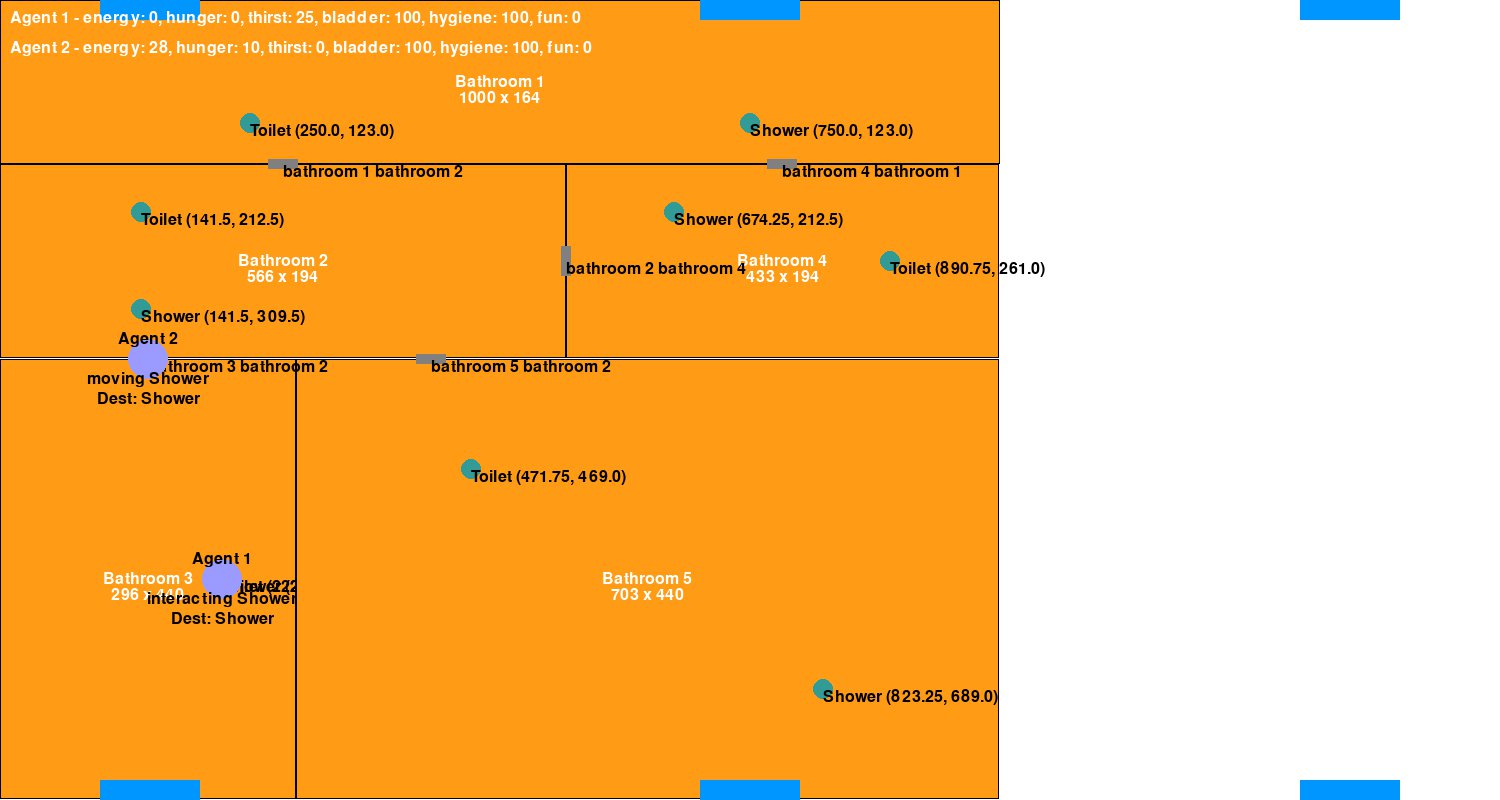 Agent 1 - energy: 0, hunger: 0, thirst: 25, bladder: 100, hygiene: 100, fun: 0
Agent 2 - energy: 28, hunger: 10, thirst: 0, bladder: 100, hygiene: 100, fun: 0
Bathroom 1
1000 x 164
Toilet (250.0, 123.0)
Shower (750.0, 123.0)
bathroom 1 bathroom 2
bathroom 4 bathroom 1
Toilet (141.5, 212.5)
Shower (674.25, 212.5)
Bathroom 2
566 x 194
bathroom 2 bathroom 4
Bathroom 4
433 x 194
Toilet (890.75, 261.0)
Shower (141.5, 309.5)
Agent 2
3 bathroom 2
bathroom 5 bathroom 2
moving Shower
Dest: Shower
Toilet (471.75, 469.0)
Agent 1
Bathroom 3
296 x 440
interacting Shower
Dest: Shower
Bathroom 5
703 x 440
Shower (823.25, 689.0)